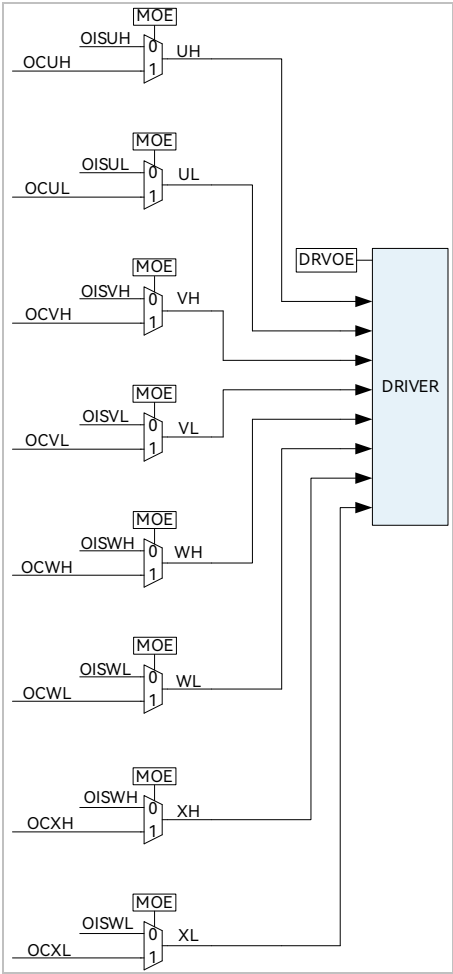 MOE
OISUH
0
UH
OCUH
1
MOE
OISUL
0
UL
OCUL
1
DRVOE
MOE
OISVH
0
VH
OCVH
1
DRIVER
MOE
OISVL
0
VL
OCVL
1
MOE
OISWH
0
WH
OCWH
1
MOE
OISWL
0
WL
OCWL
1
MOE
OISWH
0
XH
OCXH
1
MOE
OISWL
0
XL
OCXL
1